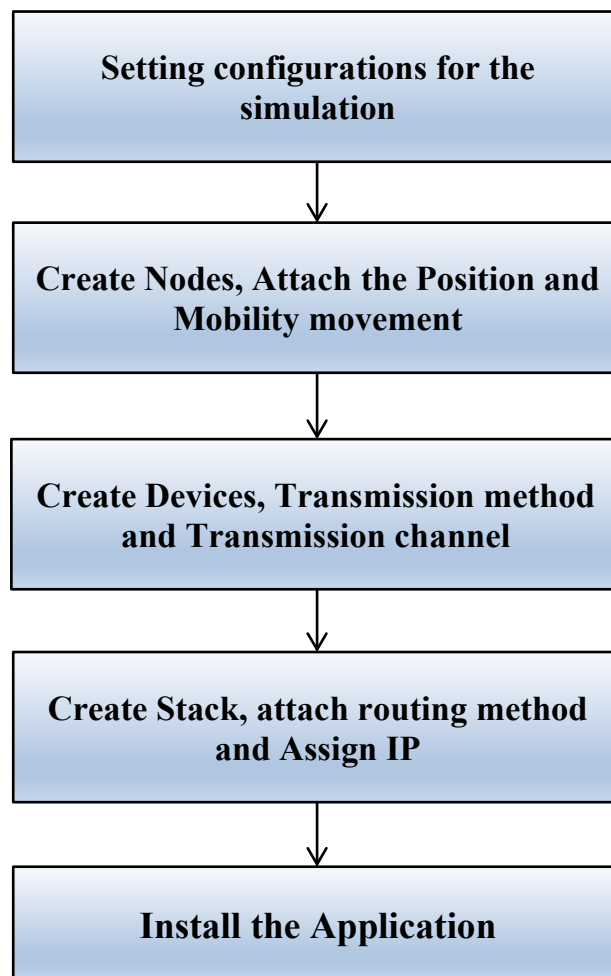 Setting configurations for the
simulation
Create Nodes, Attach the Position and
Mobility movement
Create Devices, Transmission method
and Transmission channel
Create Stack, attach routing method
and Assign IP
Install the Application